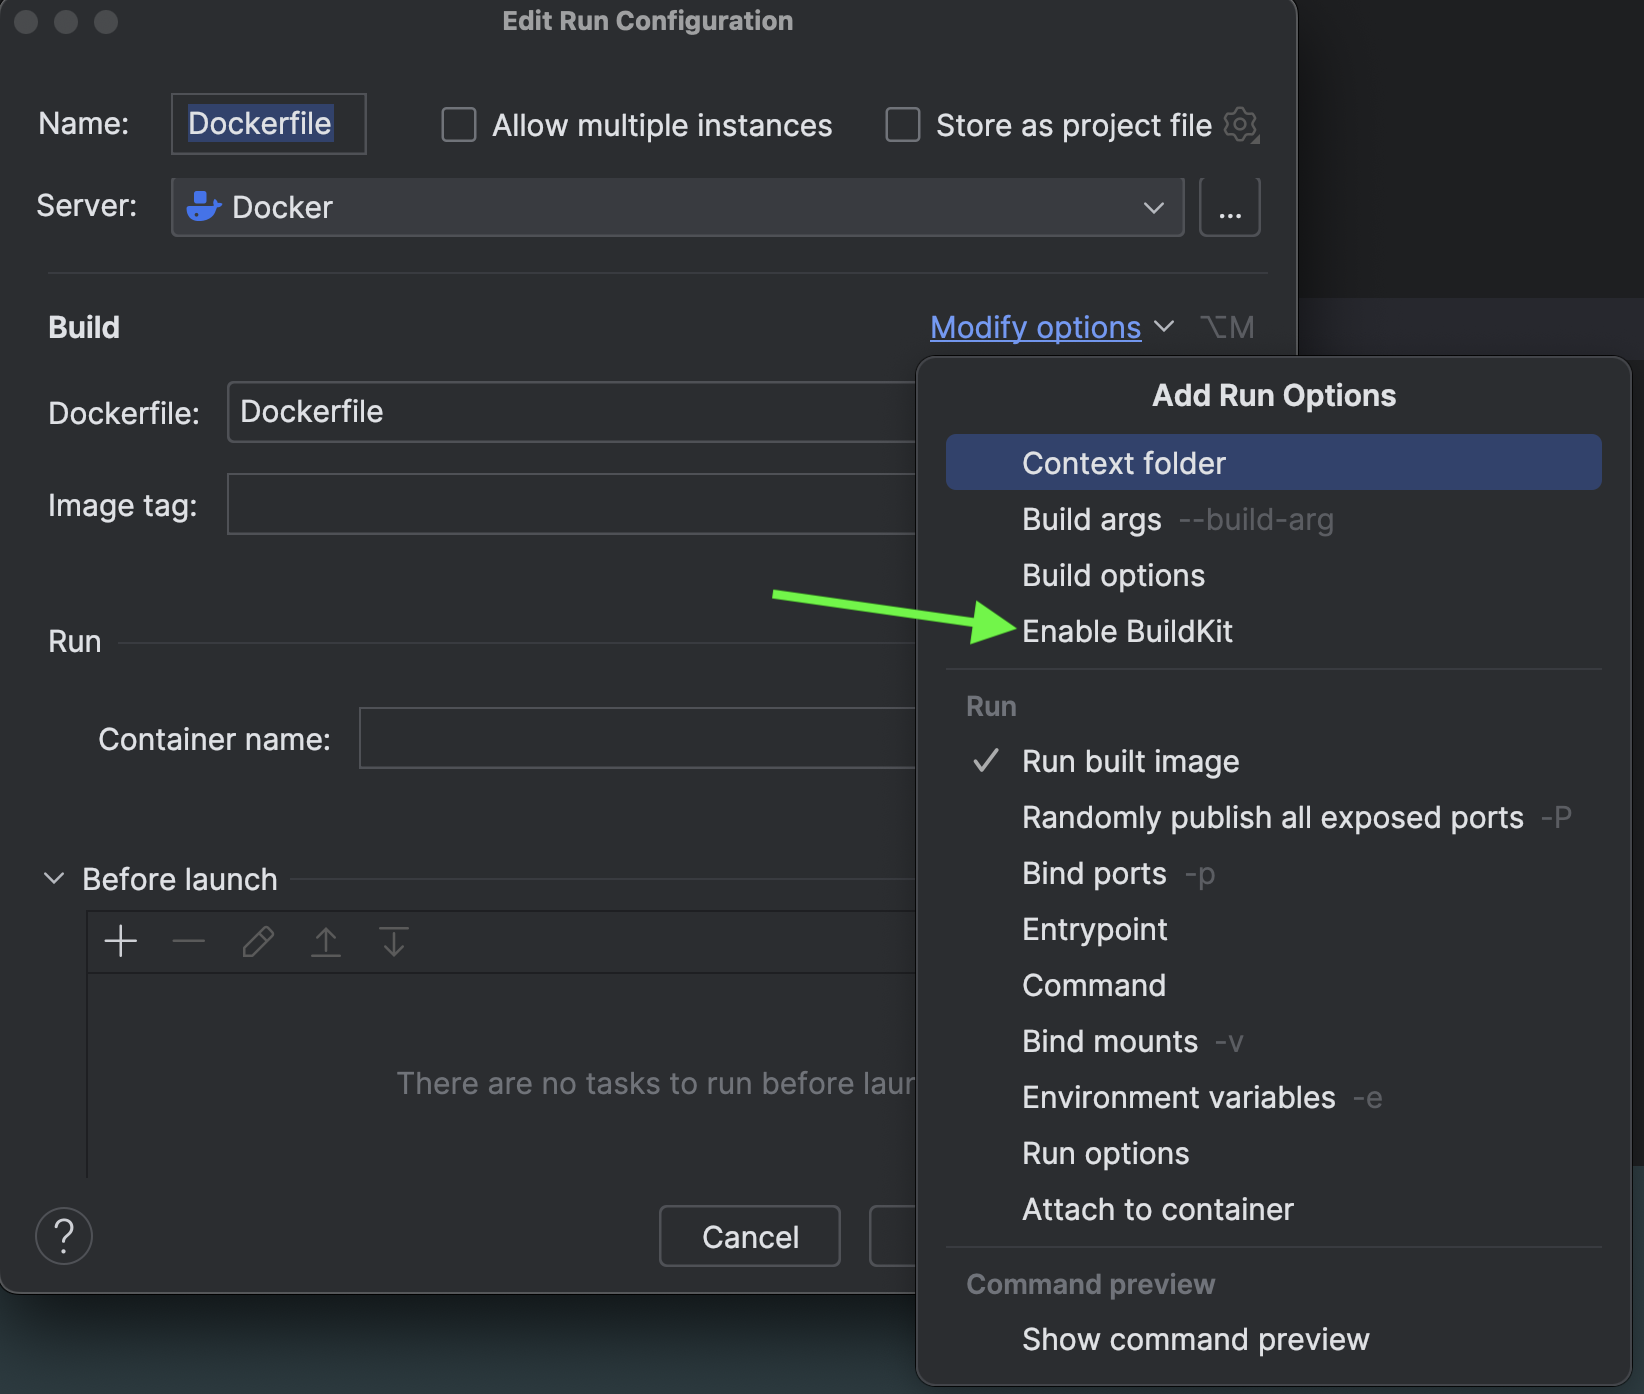 Edit Run Configuration
Name: Dockerfile Allow multiple instances Store as project file
Server: Docker ...
Build Modify options ⌥M
Dockerfile: Dockerfile
Image tag:
Run
Container name:
Before launch
There are no tasks to run before laun
? Cancel
Add Run Options
Context folder
Build args --build-arg
Build options
Enable BuildKit
Run
Run built image
Randomly publish all exposed ports -P
Bind ports -p
Entrypoint
Command
Bind mounts -v
Environment variables -e
Run options
Attach to container
Command preview
Show command preview